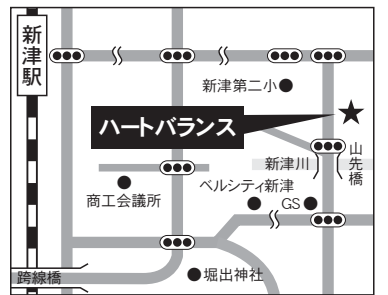 新津駅
新津第二小
ハートバランス
山先橋
新津川
ベルシティ新津
GS
商工会議所
跨線橋
堀出神社